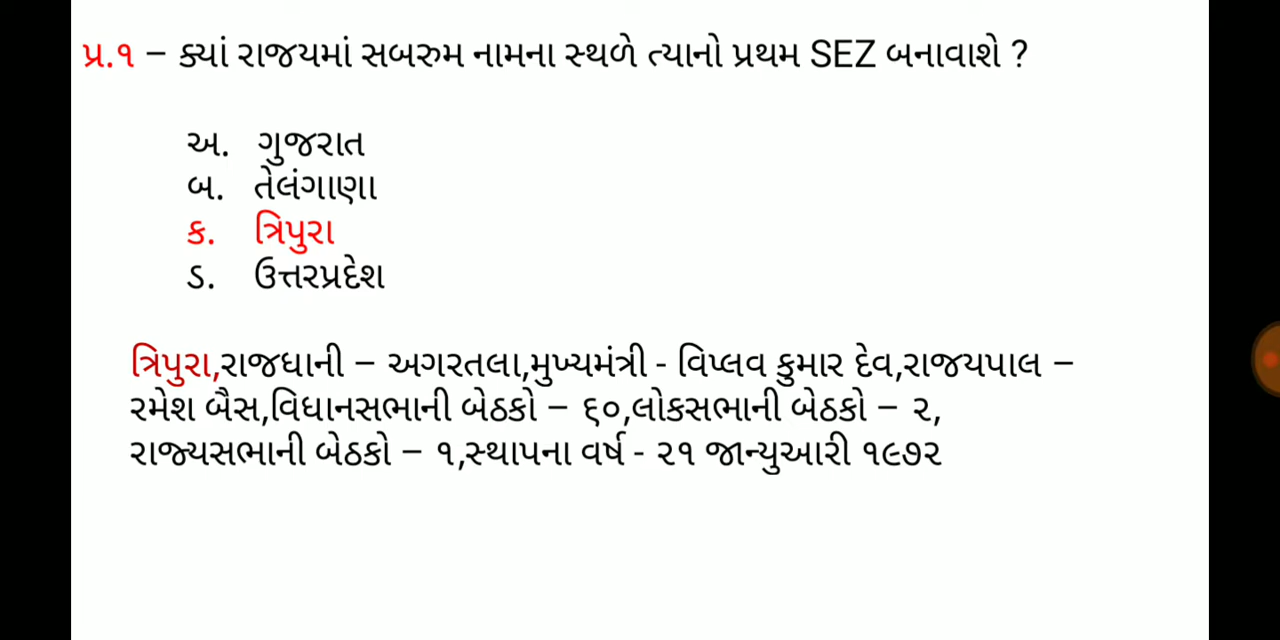 પ્ર.૧ – ક્યાં રાજયમાં સબરુમ નામના સ્થળે ત્યાનો પ્રથમ SEZ બનાવાશે ?
અ. ગુજરાત
બ. તેલંગાણા
ક. ત્રિપુરા
ડ. ઉત્તરપ્રદેશ
ત્રિપુરા,રાજધાની – અગરતલા,મુખ્યમંત્રી - વિપ્લવ કુમાર દેવ,રાજયપાલ –
રમેશ બૈસ,વિધાનસભાની બેઠકો – ૬૦,લોકસભાની બેઠકો – ૨,
રાજ્યસભાની બેઠકો – ૧,સ્થાપના વર્ષ - ૨૧ જાન્યુઆરી ૧૯૭૨